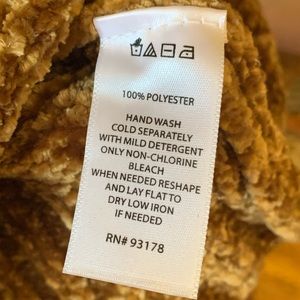 100% POLYESTER
HAND WASH
COLD SEPARATELY
WITH MILD DETERGENT
ONLY NON-CHLORINE
BLEACH
WHEN NEEDED RESHAPE
AND LAY FLAT TO
DRY LOW IRON
IF NEEDED
RN# 93178